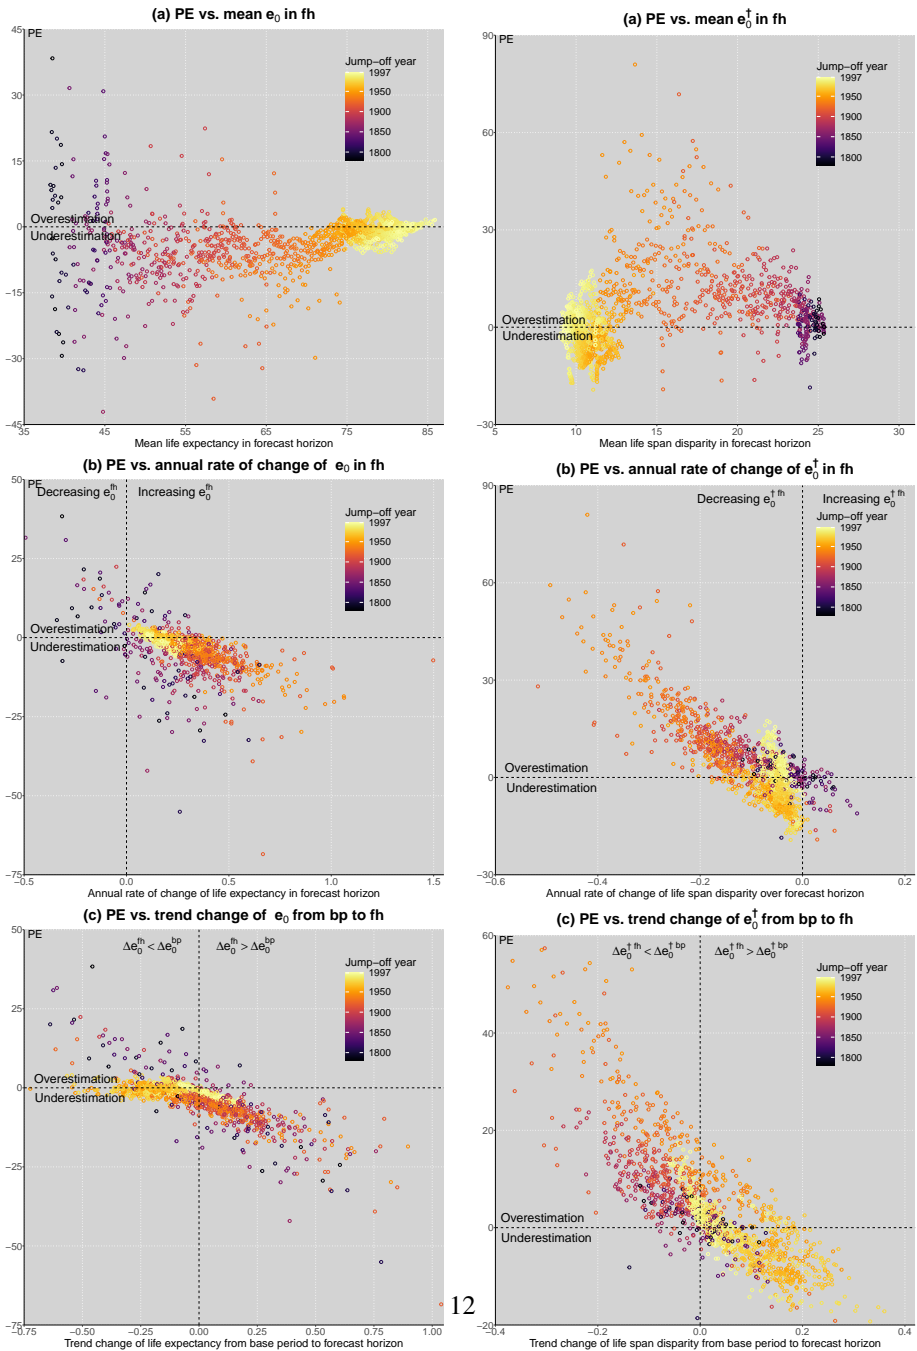 (a) PE vs. mean e₀ in fh
PE
45
30
15
0
−15
−30
−45
Overestimation
Underestimation
Jump−off year
1997
1950
1900
1850
1800
35 45 55 65 75 85
Mean life expectancy in forecast horizon
(a) PE vs. mean e₀† in fh
PE
90
60
30
0
−30
Overestimation
Underestimation
Jump−off year
1997
1950
1900
1850
1800
5 10 15 20 25 30
Mean life span disparity in forecast horizon
(b) PE vs. annual rate of change of e₀ in fh
PE
50
25
0
−25
−50
−75
Decreasing e₀fh Increasing e₀fh
Overestimation
Underestimation
Jump−off year
1997
1950
1900
1850
1800
−0.5 0.0 0.5 1.0 1.5
Annual rate of change of life expectancy in forecast horizon
(b) PE vs. annual rate of change of e₀† in fh
PE
90
60
30
0
−30
Decreasing e₀† fh Increasing e₀† fh
Overestimation
Underestimation
Jump−off year
1997
1950
1900
1850
1800
−0.6 −0.4 −0.2 0.0 0.2
Annual rate of change of life span disparity over forecast horizon
(c) PE vs. trend change of e₀ from bp to fh
PE
50
25
0
−25
−50
−75
Δe₀fh < Δe₀bp Δe₀fh > Δe₀bp
Overestimation
Underestimation
Jump−off year
1997
1950
1900
1850
1800
−0.75 −0.50 −0.25 0.00 0.25 0.50 0.75 1.00
Trend change of life expectancy from base period to forecast horizon
(c) PE vs. trend change of e₀† from bp to fh
PE
60
40
20
0
−20
Δe₀† fh < Δe₀† bp Δe₀† fh > Δe₀† bp
Overestimation
Underestimation
Jump−off year
1997
1950
1900
1850
1800
−0.4 −0.2 0.0 0.2 0.4
Trend change of life span disparity from base period to forecast horizon
12